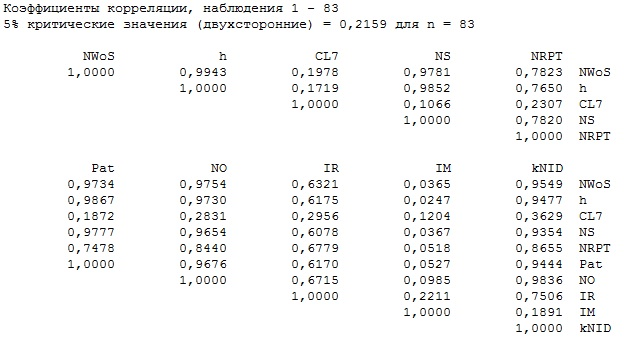 Коэффициенты корреляции, наблюдения 1 - 83
5% критические значения (двухсторонние) = 0,2159 для n = 83
NWoS h CL7 NS NRPT
1,0000 0,9943 0,1978 0,9781 0,7823 NWoS
1,0000 0,1719 0,9852 0,7650 h
1,0000 0,1066 0,2307 CL7
1,0000 0,7820 NS
1,0000 NRPT
Pat NO IR IM kNID
0,9734 0,9754 0,6321 0,0365 0,9549 NWoS
0,9867 0,9730 0,6175 0,0247 0,9477 h
0,1872 0,2831 0,2956 0,1204 0,3629 CL7
0,9777 0,9654 0,6078 0,0367 0,9354 NS
0,7478 0,8440 0,6779 0,0518 0,8655 NRPT
1,0000 0,9676 0,6170 0,0527 0,9444 Pat
1,0000 0,6715 0,0985 0,9836 NO
1,0000 0,2211 0,7506 IR
1,0000 0,1891 IM
1,0000 kNID